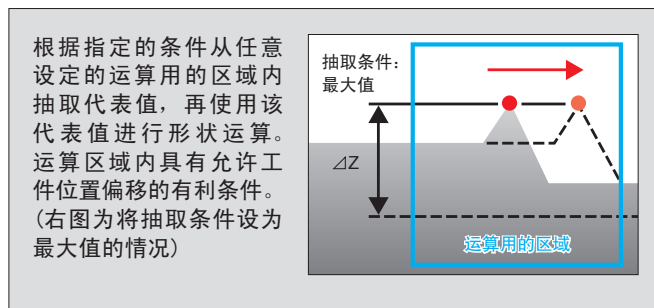 根据指定的条件从任意
设定的运算用的区域内
抽取代表值，再使用该
代表值进行形状运算。
运算区域内具有允许工
件位置偏移的有利条件。
(右图为将抽取条件设为
最大值的情况)
抽取条件：
最大值
⊿Z
运算用的区域